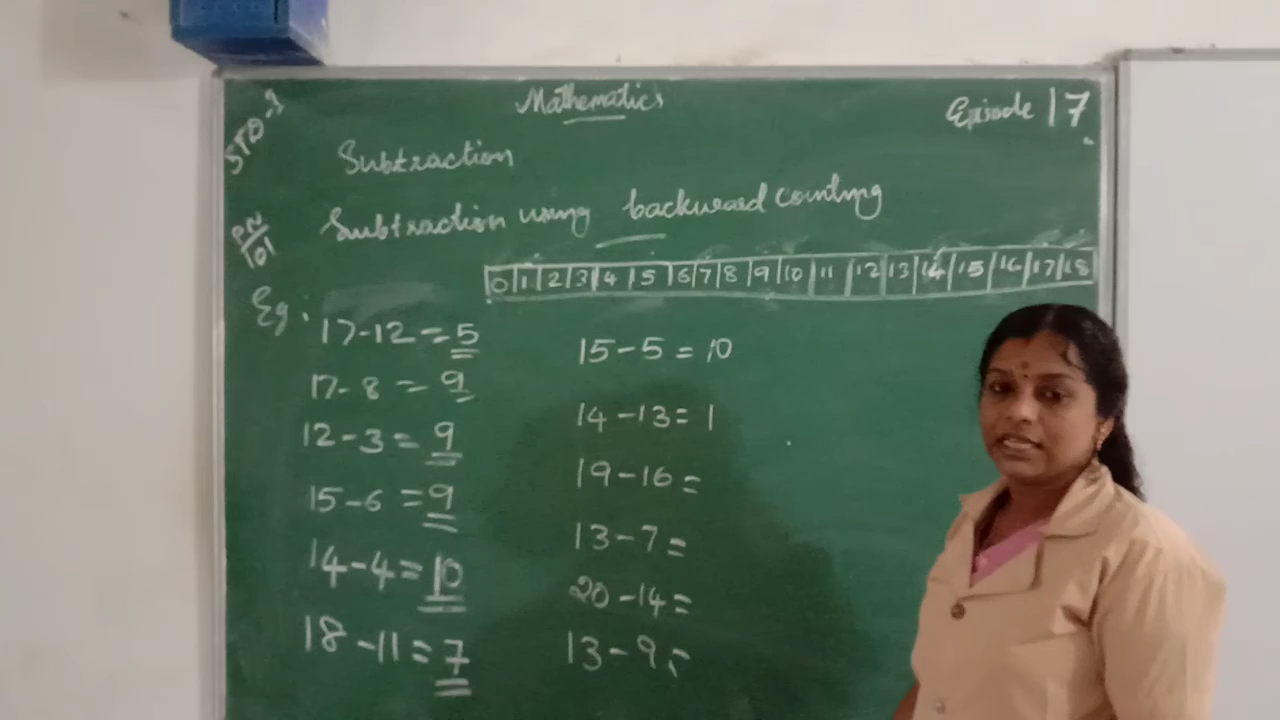 STD-1
Mathematics
Episode 17
Subtraction
PN/101
Subtraction using backward counting
0 1 2 3 4 5 6 7 8 9 10 11 12 13 14 15 16 17 18
Eg:
17-12=5
17-8=9
12-3=9
15-6=9
14-4=10
18-11=7
15-5=10
14-13=1
19-16=
13-7=
20-14=
13-9=